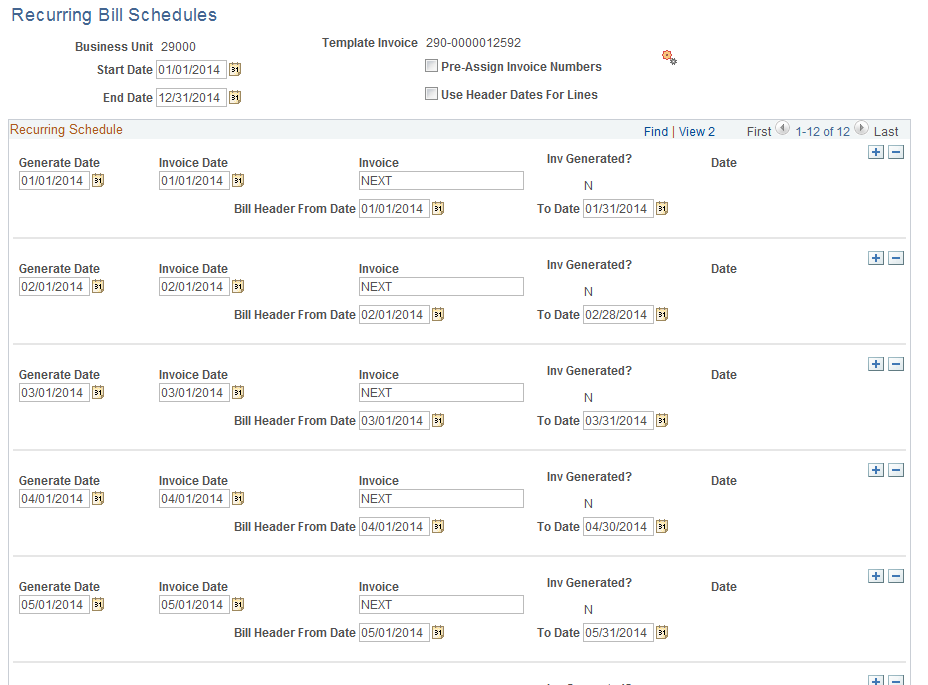 Recurring Bill Schedules
Business Unit 29000 Template Invoice 290-0000012592
Start Date 01/01/2014 Pre-Assign Invoice Numbers
End Date 12/31/2014 Use Header Dates For Lines
Recurring Schedule Find | View 2 First 1-12 of 12 Last
Generate Date Invoice Date Invoice Inv Generated? Date
01/01/2014 01/01/2014 NEXT N
Bill Header From Date 01/01/2014 To Date 01/31/2014
Generate Date Invoice Date Invoice Inv Generated? Date
02/01/2014 02/01/2014 NEXT N
Bill Header From Date 02/01/2014 To Date 02/28/2014
Generate Date Invoice Date Invoice Inv Generated? Date
03/01/2014 03/01/2014 NEXT N
Bill Header From Date 03/01/2014 To Date 03/31/2014
Generate Date Invoice Date Invoice Inv Generated? Date
04/01/2014 04/01/2014 NEXT N
Bill Header From Date 04/01/2014 To Date 04/30/2014
Generate Date Invoice Date Invoice Inv Generated? Date
05/01/2014 05/01/2014 NEXT N
Bill Header From Date 05/01/2014 To Date 05/31/2014